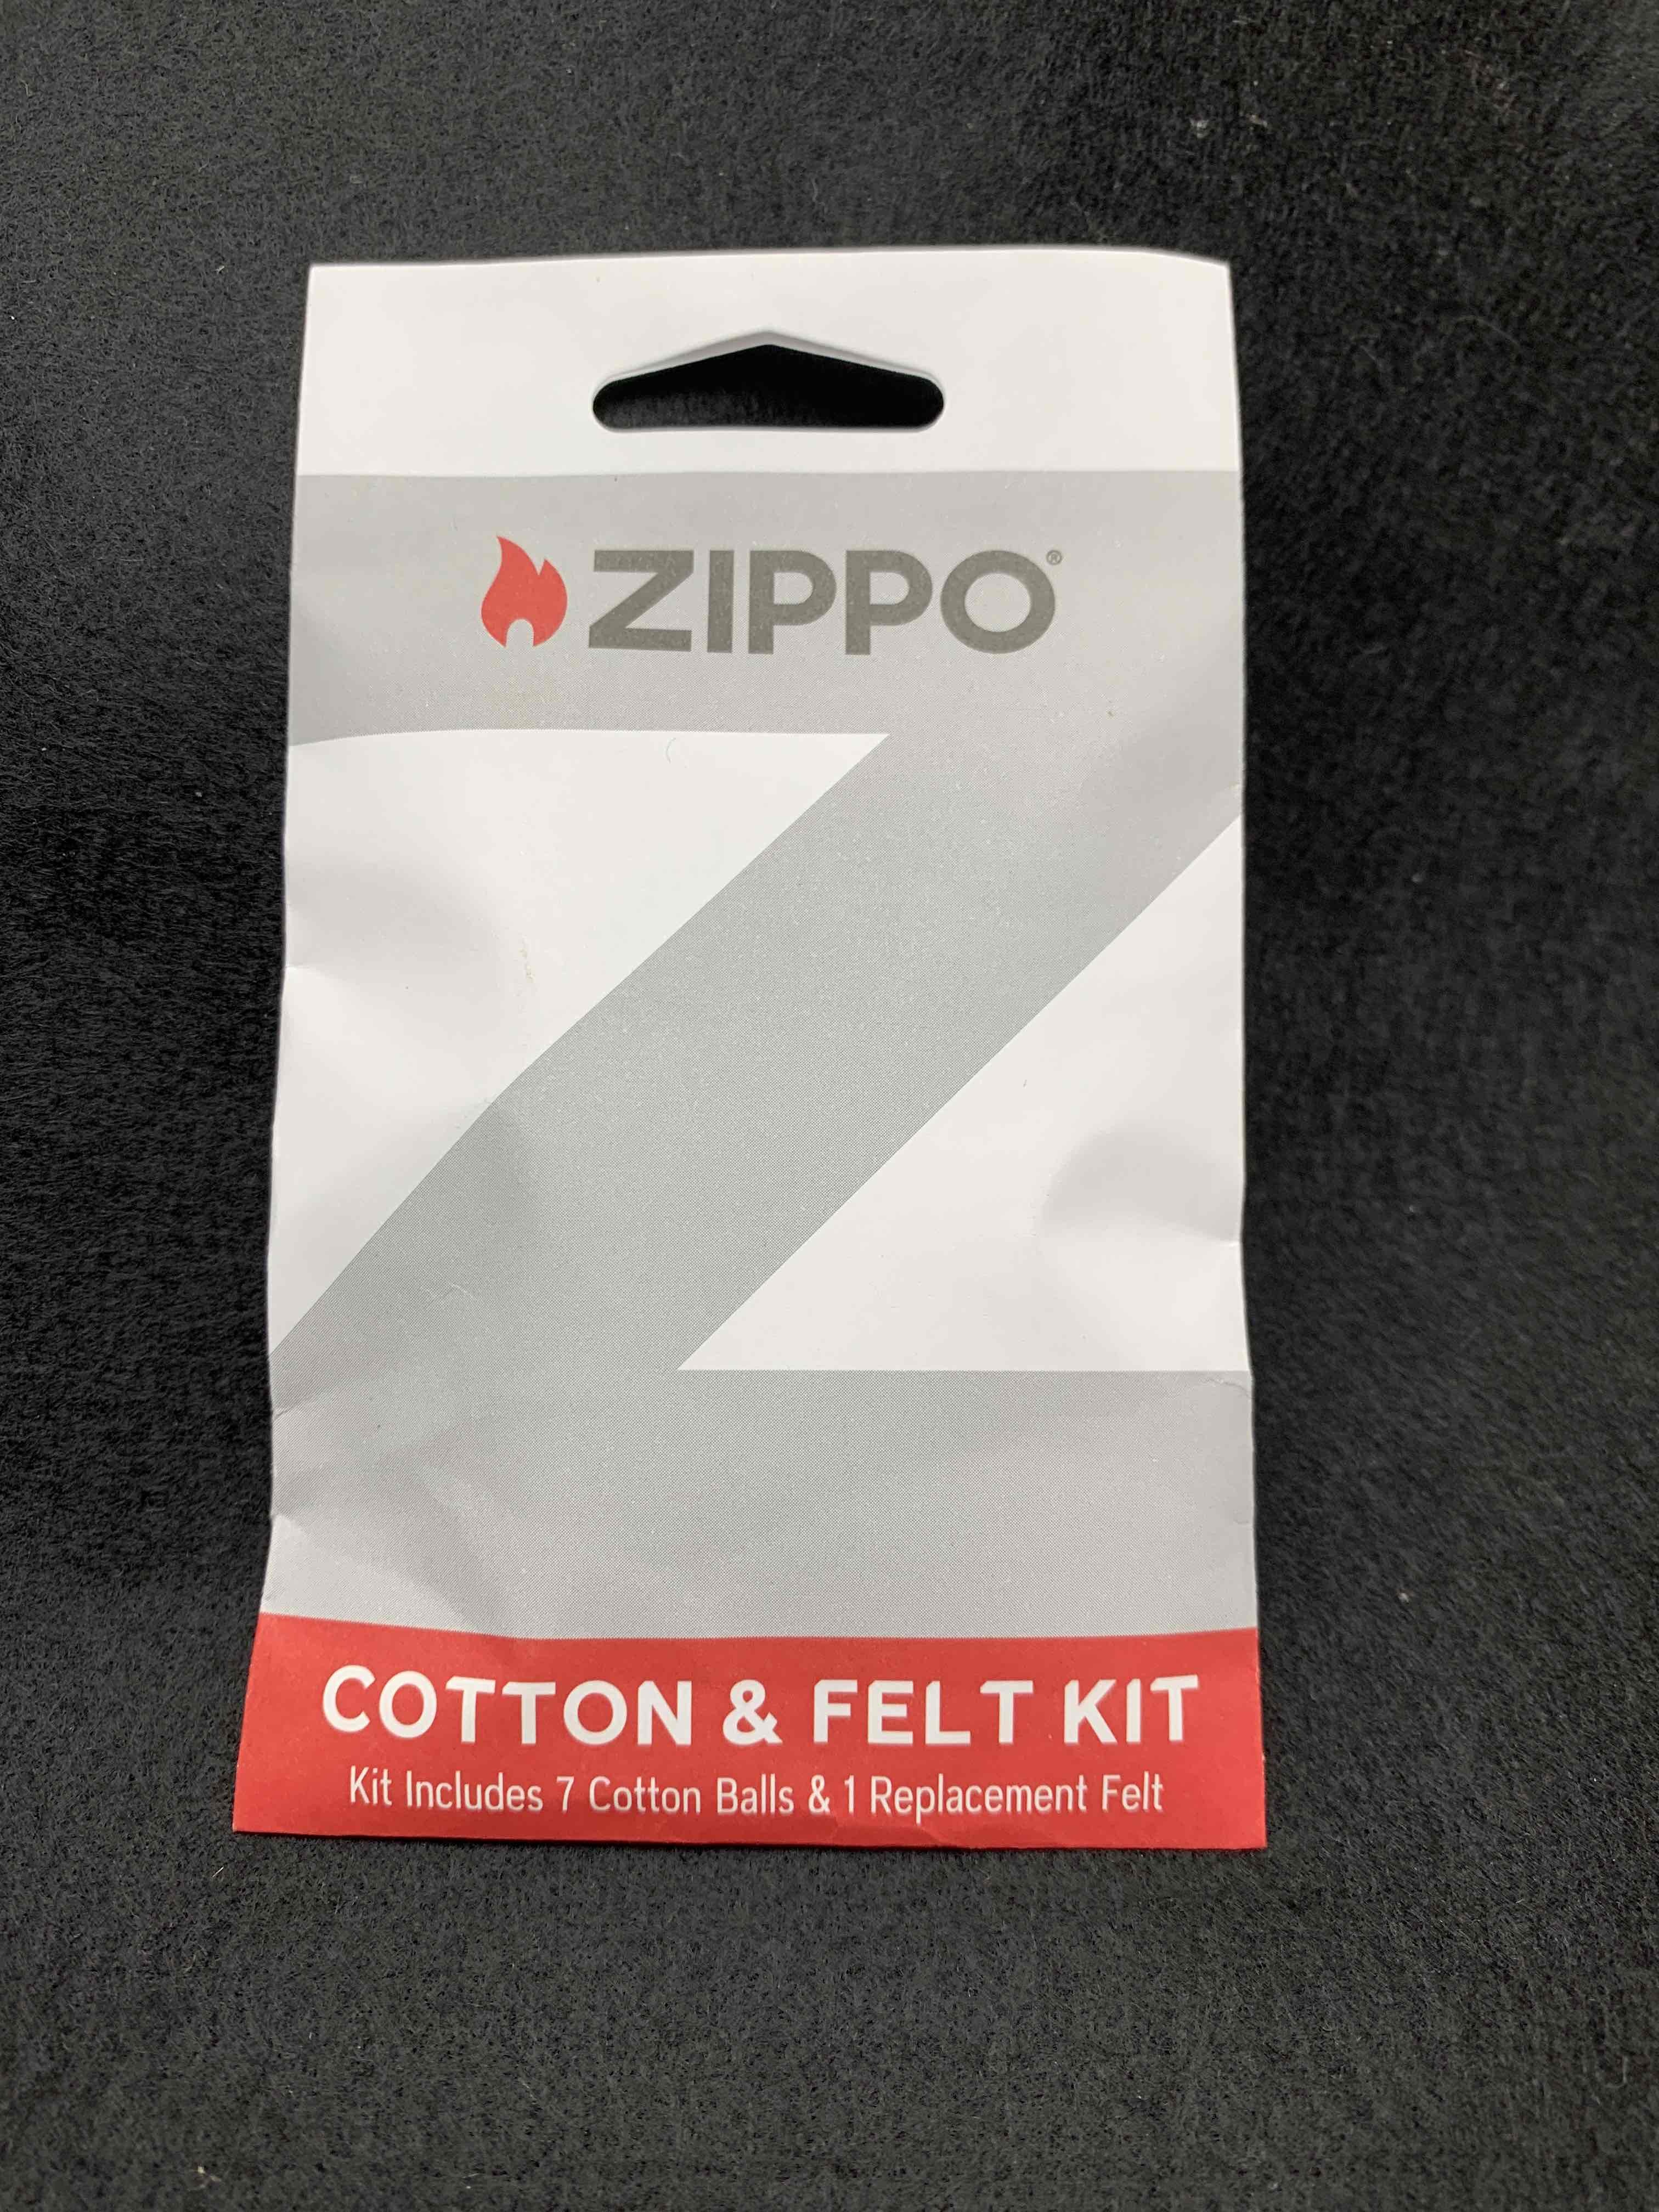 ZIPPO®
COTTON & FELT KIT
Kit Includes 7 Cotton Balls & 1 Replacement Felt